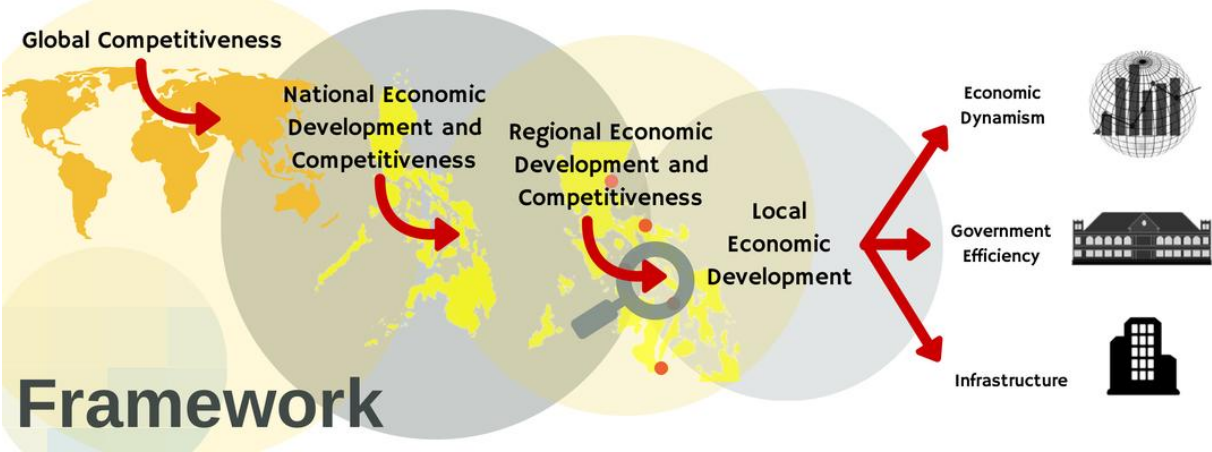 Global Competitiveness
National Economic
Development and
Competitiveness
Regional Economic
Development and
Competitiveness
Local
Economic
Development
Economic
Dynamism
Government
Efficiency
Infrastructure
Framework